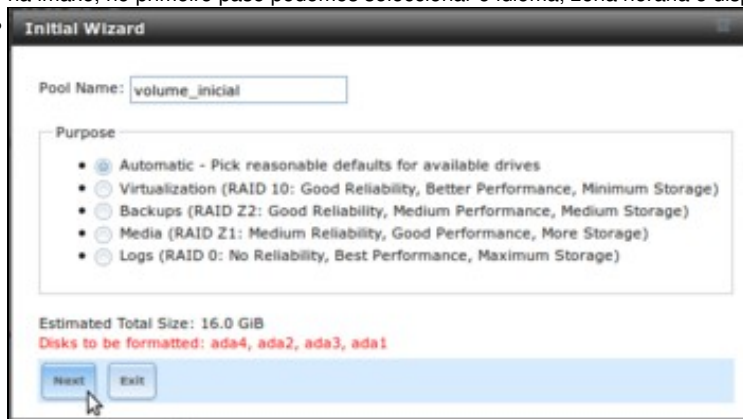 Initial Wizard
Pool Name: volume_inicial
Purpose
Automatic - Pick reasonable defaults for available drives
Virtualization (RAID 10: Good Reliability, Better Performance, Minimum Storage)
Backups (RAID Z2: Good Reliability, Medium Performance, Medium Storage)
Media (RAID Z1: Medium Reliability, Good Performance, More Storage)
Logs (RAID 0: No Reliability, Best Performance, Maximum Storage)
Estimated Total Size: 16.0 GiB
Disks to be formatted: ada4, ada2, ada3, ada1
Next Exit